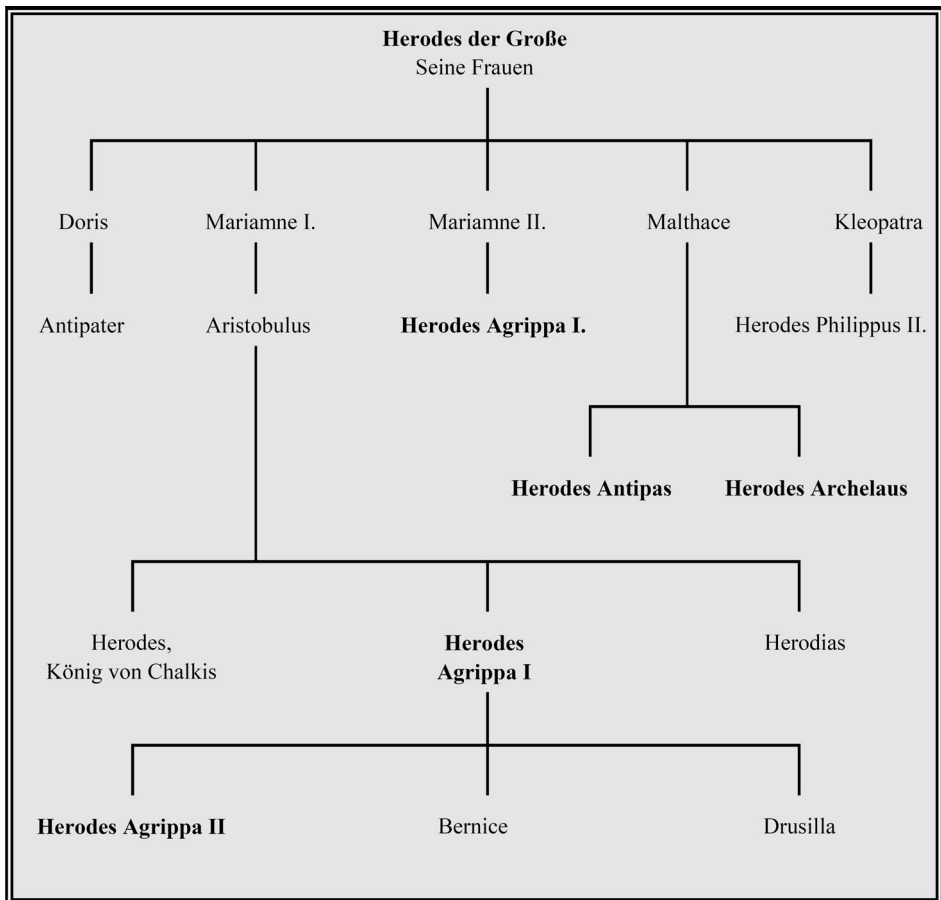 Herodes der Große
Seine Frauen
Doris
Mariamne I.
Mariamne II.
Malthace
Kleopatra
Antipater
Aristobulus
Herodes Agrippa I.
Herodes Philippus II.
Herodes Antipas
Herodes Archelaus
Herodes,
König von Chalkis
Herodes
Agrippa I
Herodias
Herodes Agrippa II
Bernice
Drusilla